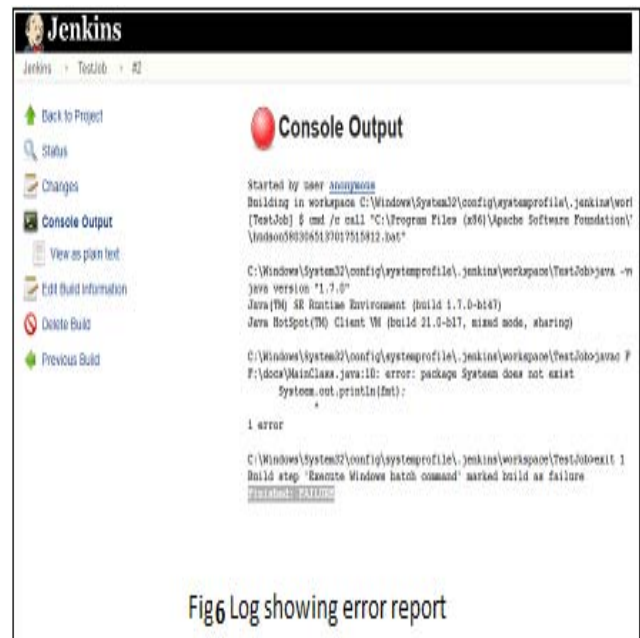 Jenkins
Jenkins › TestJob › #2
Back to Project
Status
Changes
Console Output
View as plain text
Edit Build Information
Delete Build
Previous Build
Console Output
Started by user anonymous
Building in workspace C:\Windows\System32\config\systemprofile\.jenkins\work
[TestJob] $ cmd /c call "C:\Program Files (x86)\Apache Software Foundation\
\hudson5803065137017515812.bat"
C:\Windows\System32\config\systemprofile\.jenkins\workspace\TestJob>java -v
java version "1.7.0"
Java(TM) SE Runtime Environment (build 1.7.0-b147)
Java HotSpot(TM) Client VM (build 21.0-b17, mixed mode, sharing)
C:\Windows\System32\config\systemprofile\.jenkins\workspace\TestJob>javac F
F:\docs\MainClass.java:10: error: package Systeem does not exist
Systeem.out.println(fmt);
^
1 error
C:\Windows\System32\config\systemprofile\.jenkins\workspace\TestJob>exit 1
Build step 'Execute Windows batch command' marked build as failure
Finished: FAILURE
Fig6 Log showing error report